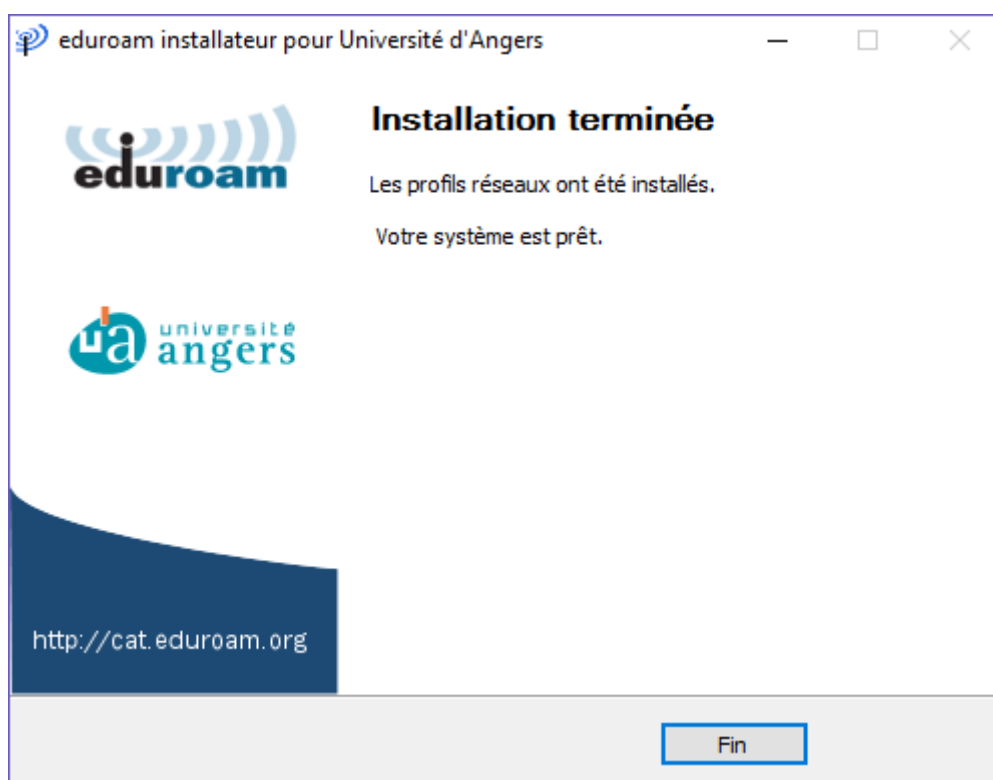 eduroam installateur pour Université d'Angers
eduroam
Installation terminée
Les profils réseaux ont été installés.
Votre système est prêt.
ua université
angers
http://cat.eduroam.org
Fin